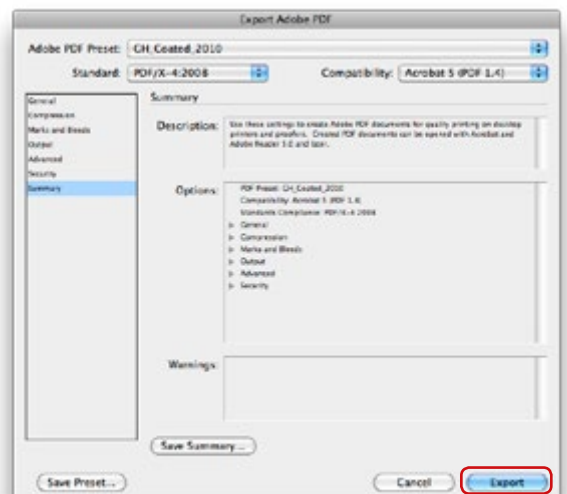 Export Adobe PDF
Adobe PDF Preset: GH_Coated_2010
Standard: PDF/X-4:2008 Compatibility: Acrobat 5 (PDF 1.4)
General
Compression
Marks and Bleeds
Output
Advanced
Security
Summary
Summary
Description: Use these settings to create Adobe PDF documents for quality printing on desktop
printers and proofers. Created PDF documents can be opened with Acrobat and
Adobe Reader 5.0 and later.
Options: PDF Preset: GH_Coated_2010
Compatibility: Acrobat 5 (PDF 1.4)
Standards Compliance: PDF/X-4:2008
General
Compression
Marks and Bleeds
Output
Advanced
Security
Warnings:
Save Summary...
Save Preset... Cancel Export